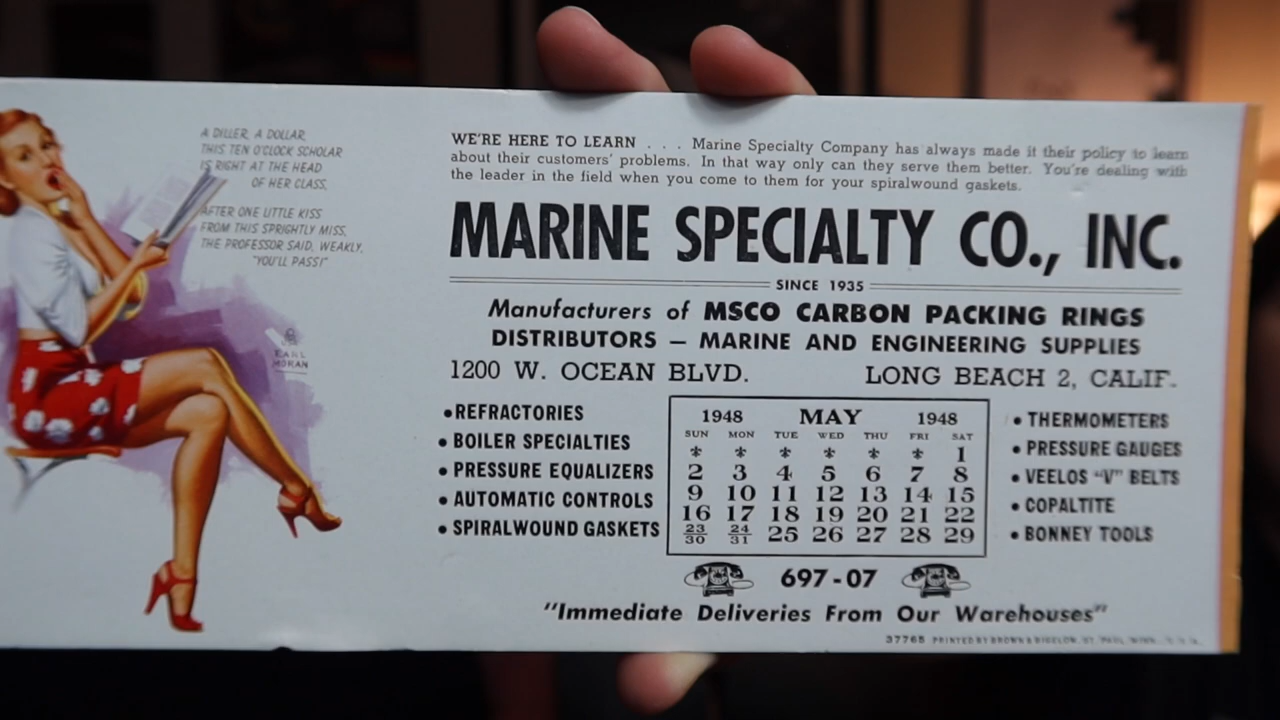 A DILLER, A DOLLAR,
THIS TEN O'CLOCK SCHOLAR
IS RIGHT AT THE HEAD
OF HER CLASS,
AFTER ONE LITTLE KISS
FROM THIS SPRIGHTLY MISS,
THE PROFESSOR SAID, WEAKLY,
"YOU'LL PASS!"
EARL
MORAN
WE'RE HERE TO LEARN . . . Marine Specialty Company has always made it their policy to learn
about their customers' problems. In that way only can they serve them better. You're dealing with
the leader in the field when you come to them for your spiralwound gaskets.
MARINE SPECIALTY CO., INC.
SINCE 1935
Manufacturers of MSCO CARBON PACKING RINGS
DISTRIBUTORS — MARINE AND ENGINEERING SUPPLIES
1200 W. OCEAN BLVD. LONG BEACH 2, CALIF.
• REFRACTORIES
• BOILER SPECIALTIES
• PRESSURE EQUALIZERS
• AUTOMATIC CONTROLS
• SPIRALWOUND GASKETS
1948 MAY 1948
SUN MON TUE WED THU FRI SAT
* * * * * * 1
2 3 4 5 6 7 8
9 10 11 12 13 14 15
16 17 18 19 20 21 22
23/30 24/31 25 26 27 28 29
• THERMOMETERS
• PRESSURE GAUGES
• VEELOS "V" BELTS
• COPALTITE
• BONNEY TOOLS
697-07
"Immediate Deliveries From Our Warehouses"
37765 PRINTED BY BROWN & BIGELOW, ST. PAUL, MINN.